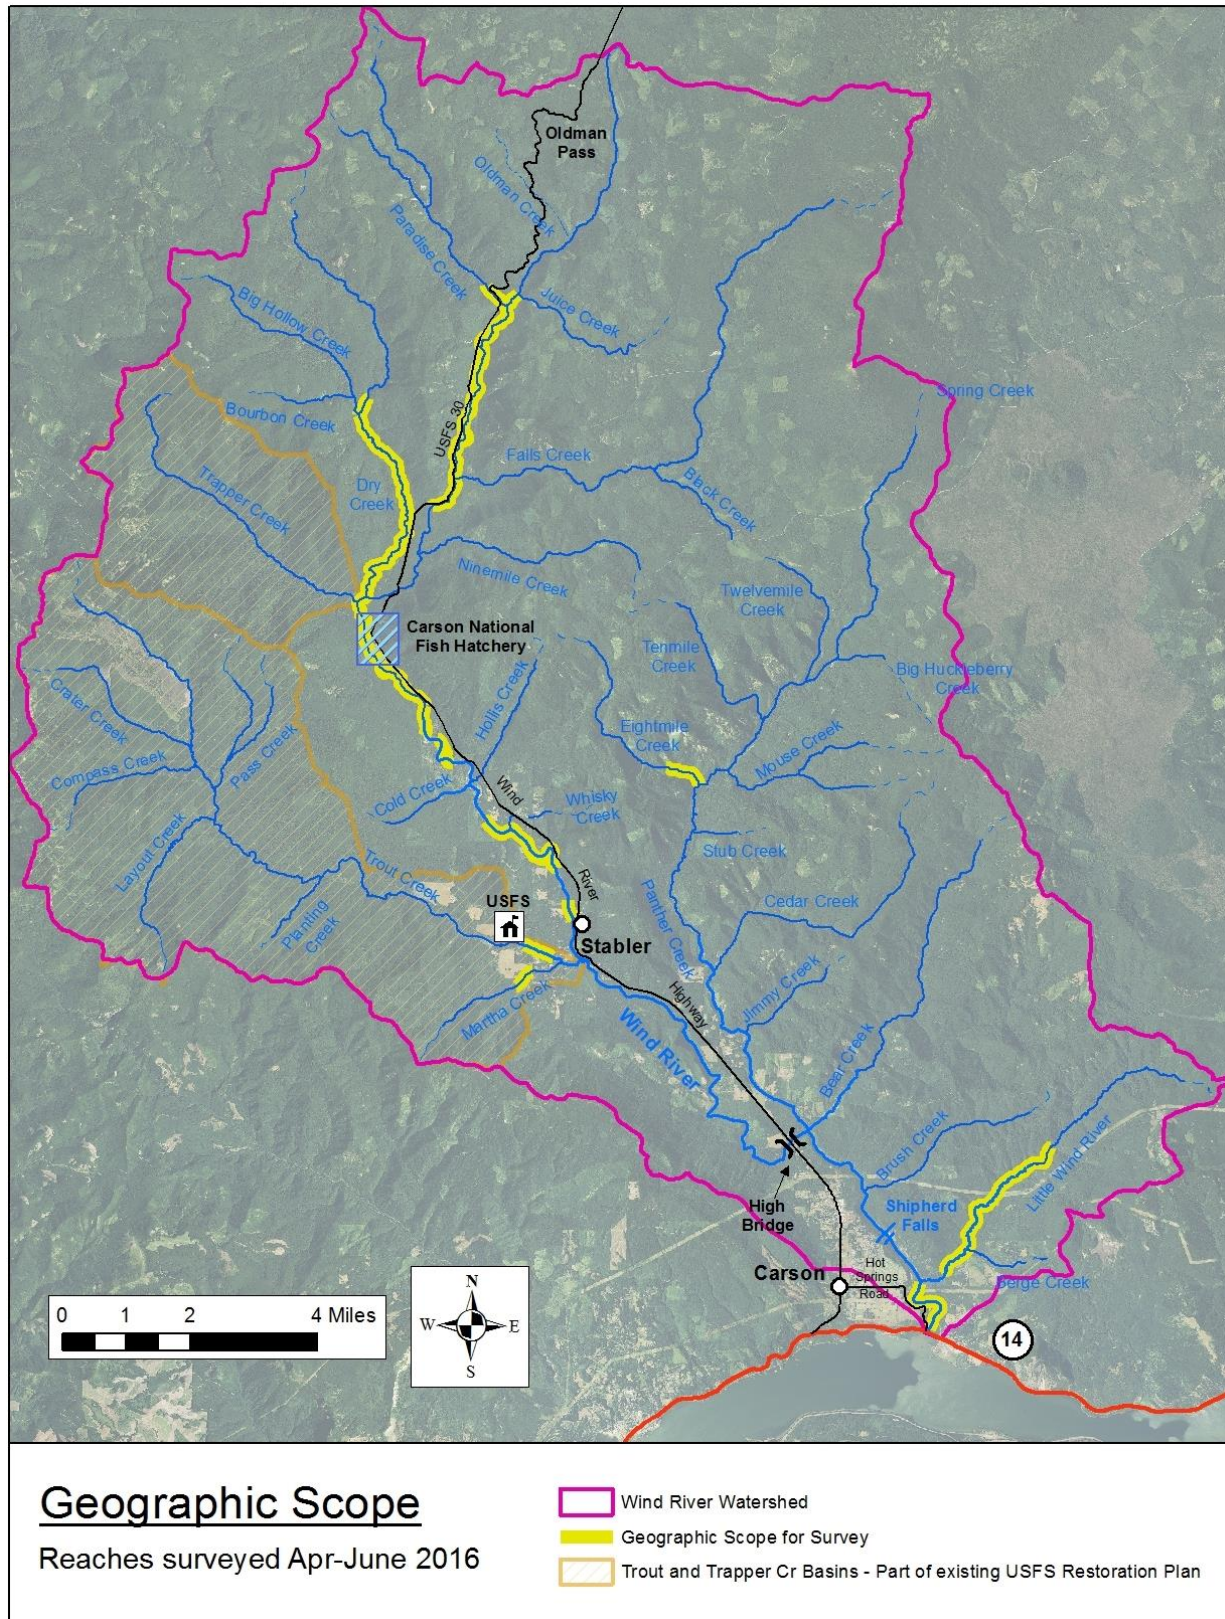 Oldman
Pass
Oldman Creek
Paradise Creek
Juice Creek
Big Hollow Creek
USFS 30
Spring Creek
Bourbon Creek
Falls Creek
Black Creek
Trapper Creek
Dry
Creek
Ninemile Creek
Twelvemile
Creek
Carson National
Fish Hatchery
Tenmile
Creek
Big Huckleberry
Creek
Hollis Creek
Crater Creek
Eightmile
Creek
Mouse Creek
Pass Creek
Compass Creek
Cold Creek
Wind
Whisky
Creek
Layout Creek
Stub Creek
Trout Creek
River
USFS
Planting
Creek
Cedar Creek
Panther Creek
Stabler
Martha Creek
Jimmy Creek
Highway
Wind River
Bear Creek
Brush Creek
Little Wind River
High
Bridge
Shipherd
Falls
Carson
Hot
Springs
Road
Berge Creek
14
0 1 2 4 Miles
N
W E
S
Geographic Scope
Reaches surveyed Apr-June 2016
Wind River Watershed
Geographic Scope for Survey
Trout and Trapper Cr Basins - Part of existing USFS Restoration Plan